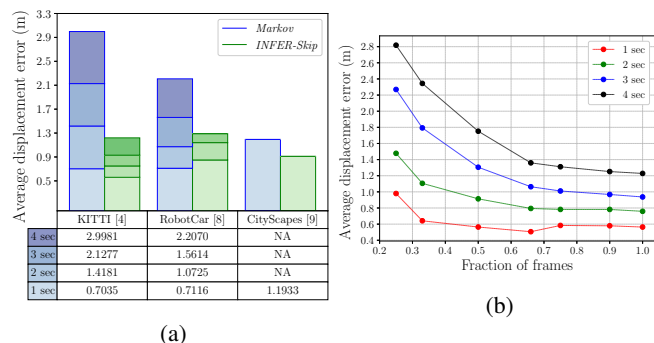 3.3
2.9
2.5
2.1
1.7
1.3
0.9
0.5
Average displacement error (m)
Markov
INFER-Skip
KITTI [4] RobotCar [8] CityScapes [9]
4 sec 2.9981 2.2070 NA
3 sec 2.1277 1.5614 NA
2 sec 1.4181 1.0725 NA
1 sec 0.7035 0.7116 1.1933
(a)
Average displacement error (m)
2.8
2.6
2.4
2.2
2.0
1.8
1.6
1.4
1.2
1.0
0.8
0.6
0.4
1 sec
2 sec
3 sec
4 sec
0.2 0.3 0.4 0.5 0.6 0.7 0.8 0.9 1.0
Fraction of frames
(b)